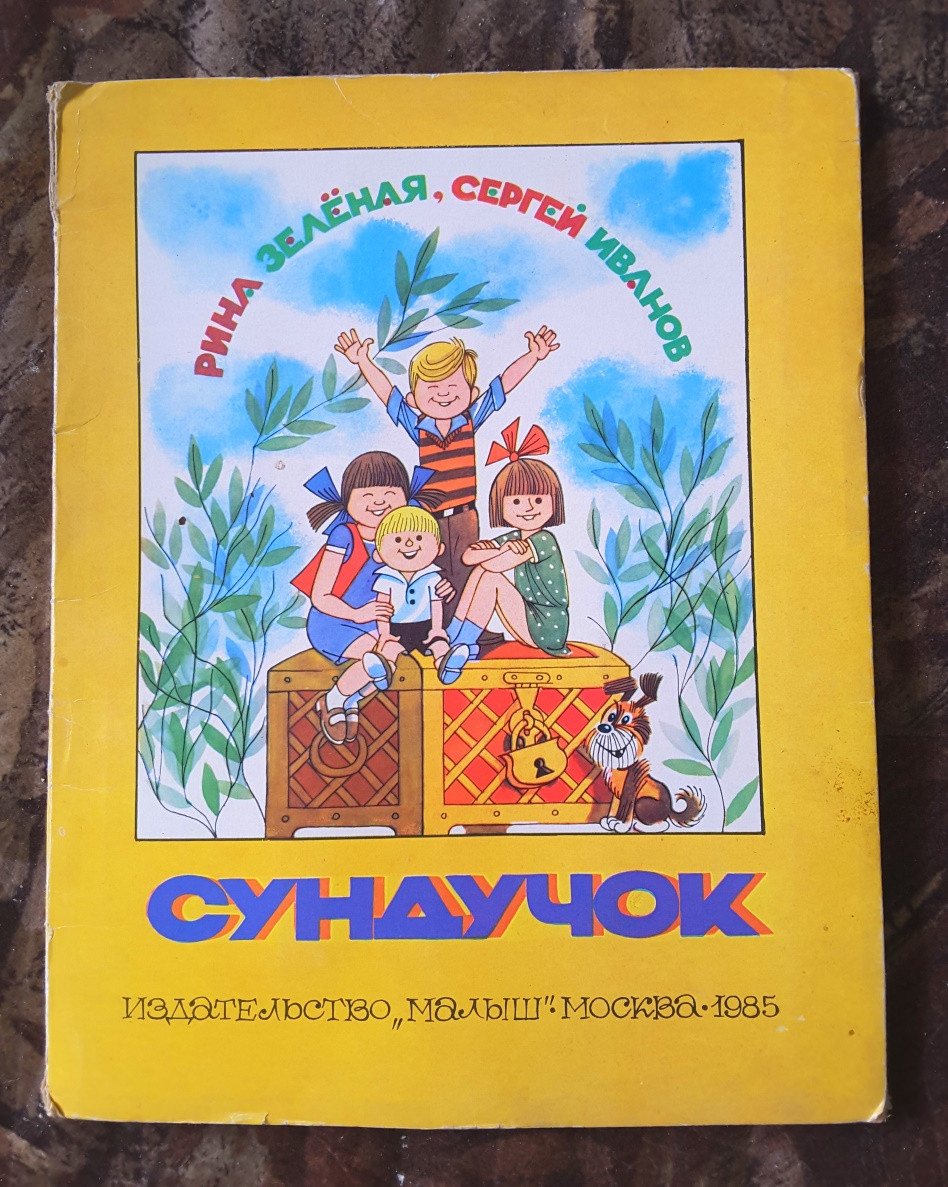 РИНА ЗЕЛЁНАЯ, СЕРГЕЙ ИВАНОВ
СУНДУЧОК
ИЗДАТЕЛЬСТВО „МАЛЫШ“·МОСКВА·1985